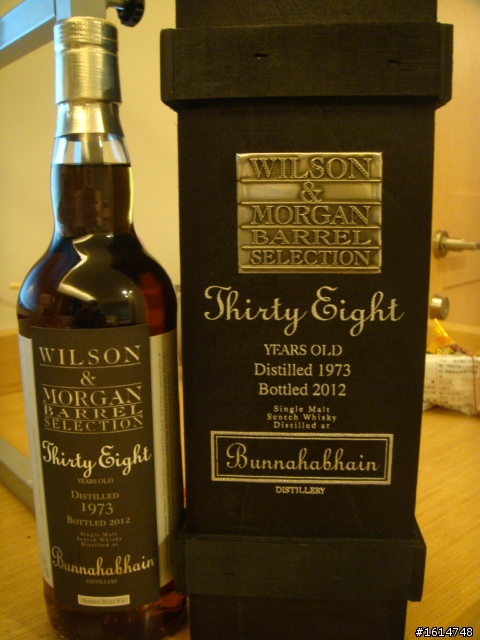 WILSON
&
MORGAN
BARREL
SELECTION
Thirty Eight
YEARS OLD
DISTILLED
1973
BOTTLED 2012
Single Malt
Scotch Whisky
Distilled at
Bunnahabhain
DISTILLERY
WILSON
&
MORGAN
BARREL
SELECTION
Thirty Eight
YEARS OLD
Distilled 1973
Bottled 2012
Single Malt
Scotch Whisky
Distilled at
Bunnahabhain
DISTILLERY
#1614748